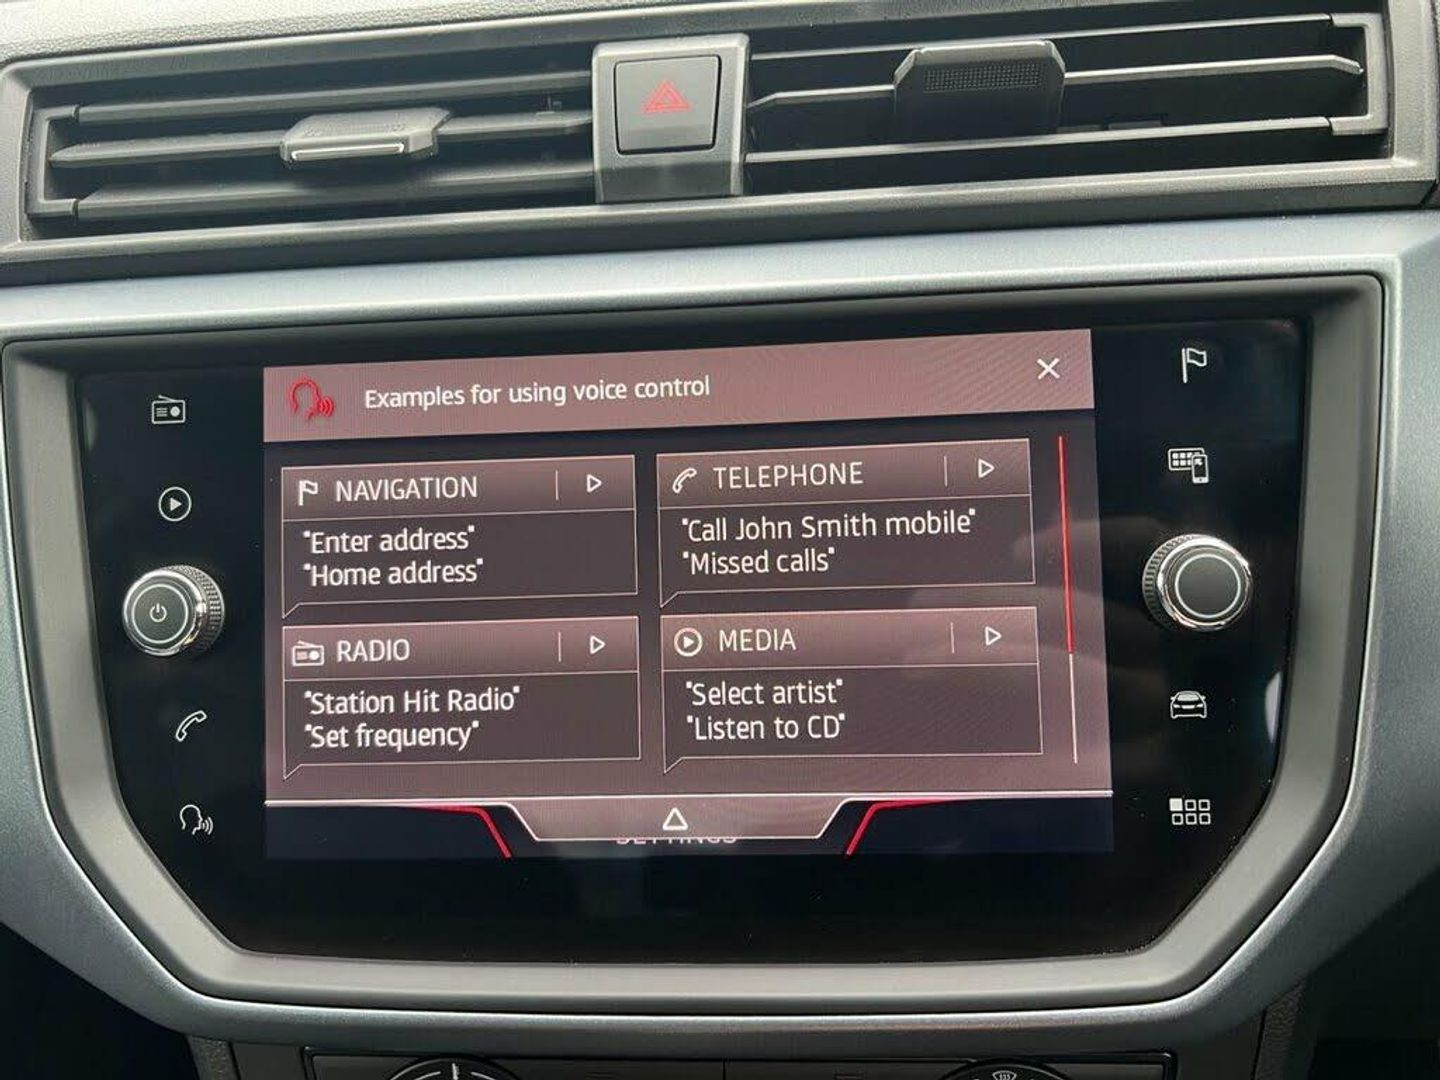 Examples for using voice control
NAVIGATION
"Enter address"
"Home address"
TELEPHONE
"Call John Smith mobile"
"Missed calls"
RADIO
"Station Hit Radio"
"Set frequency"
MEDIA
"Select artist"
"Listen to CD"
SETTINGS